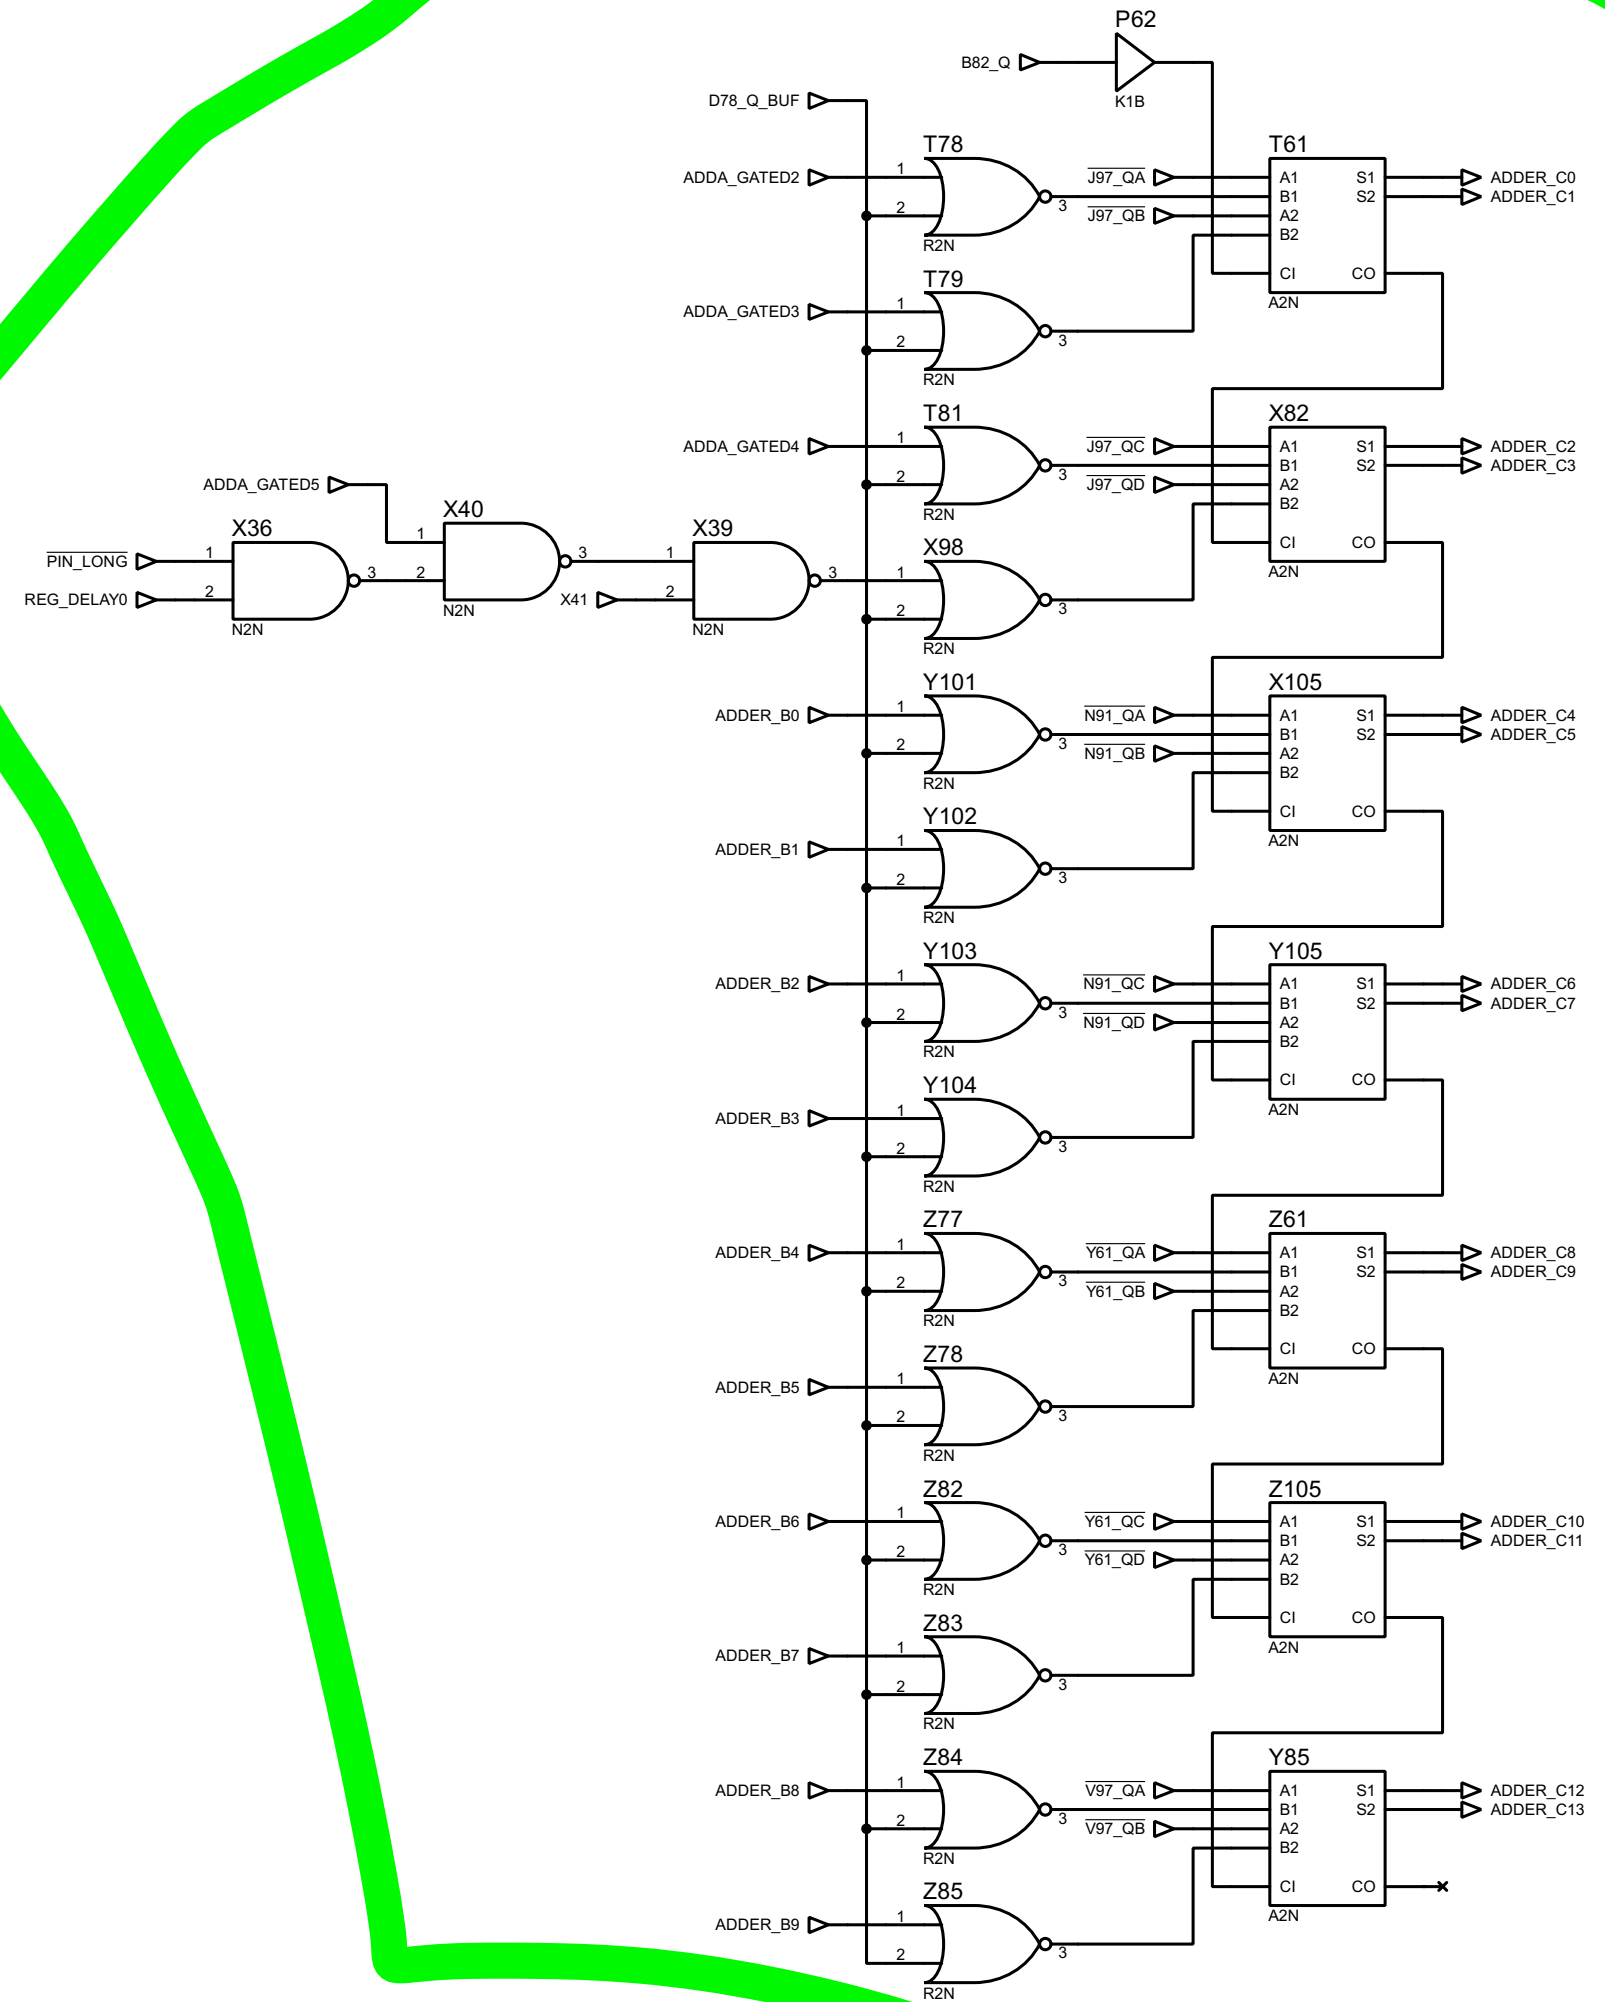 P62
B82_Q
K1B
D78_Q_BUF
T78
ADDA_GATED2
1
2
3
R2N
J97_QA
J97_QB
T61
A1 S1
B1 S2
A2
B2
CI CO
A2N
ADDER_C0
ADDER_C1
T79
ADDA_GATED3
1
2
3
R2N
T81
ADDA_GATED4
1
2
3
R2N
J97_QC
J97_QD
X82
A1 S1
B1 S2
A2
B2
CI CO
A2N
ADDER_C2
ADDER_C3
ADDA_GATED5
X36
PIN_LONG
REG_DELAY0
1
2
3
N2N
X40
1
2
3
N2N
X39
X41
1
2
3
N2N
X98
1
2
3
R2N
Y101
ADDER_B0
1
2
3
R2N
N91_QA
N91_QB
X105
A1 S1
B1 S2
A2
B2
CI CO
A2N
ADDER_C4
ADDER_C5
Y102
ADDER_B1
1
2
3
R2N
Y103
ADDER_B2
1
2
3
R2N
N91_QC
N91_QD
Y105
A1 S1
B1 S2
A2
B2
CI CO
A2N
ADDER_C6
ADDER_C7
Y104
ADDER_B3
1
2
3
R2N
Z77
ADDER_B4
1
2
3
R2N
Y61_QA
Y61_QB
Z61
A1 S1
B1 S2
A2
B2
CI CO
A2N
ADDER_C8
ADDER_C9
Z78
ADDER_B5
1
2
3
R2N
Z82
ADDER_B6
1
2
3
R2N
Y61_QC
Y61_QD
Z105
A1 S1
B1 S2
A2
B2
CI CO
A2N
ADDER_C10
ADDER_C11
Z83
ADDER_B7
1
2
3
R2N
Z84
ADDER_B8
1
2
3
R2N
V97_QA
V97_QB
Y85
A1 S1
B1 S2
A2
B2
CI CO
A2N
ADDER_C12
ADDER_C13
Z85
ADDER_B9
1
2
3
R2N